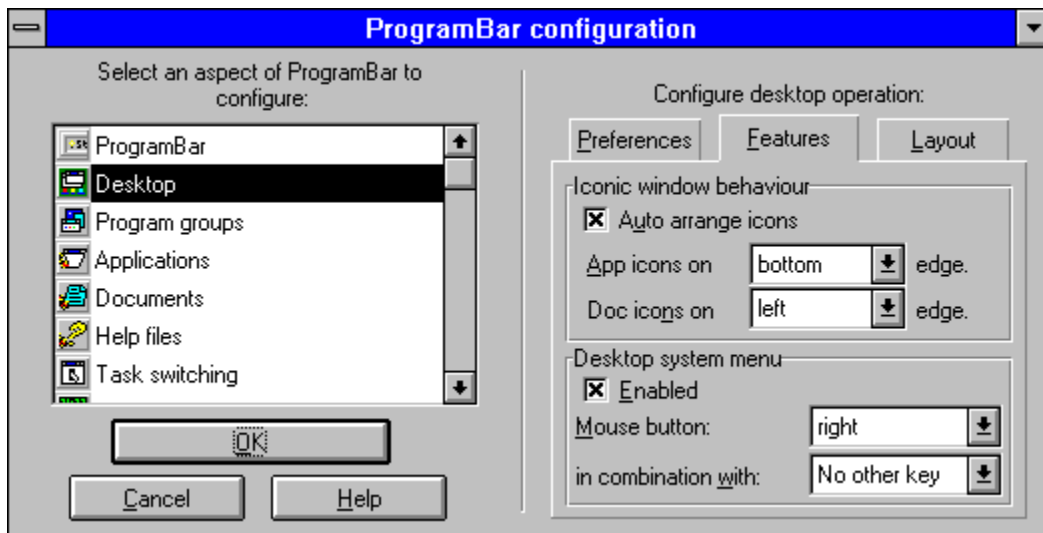 ProgramBar configuration
Select an aspect of ProgramBar to
configure:
ProgramBar
Desktop
Program groups
Applications
Documents
Help files
Task switching
OK
Cancel
Help
Configure desktop operation:
Preferences
Features
Layout
Iconic window behaviour
Auto arrange icons
App icons on bottom edge.
Doc icons on left edge.
Desktop system menu
Enabled
Mouse button: right
in combination with: No other key